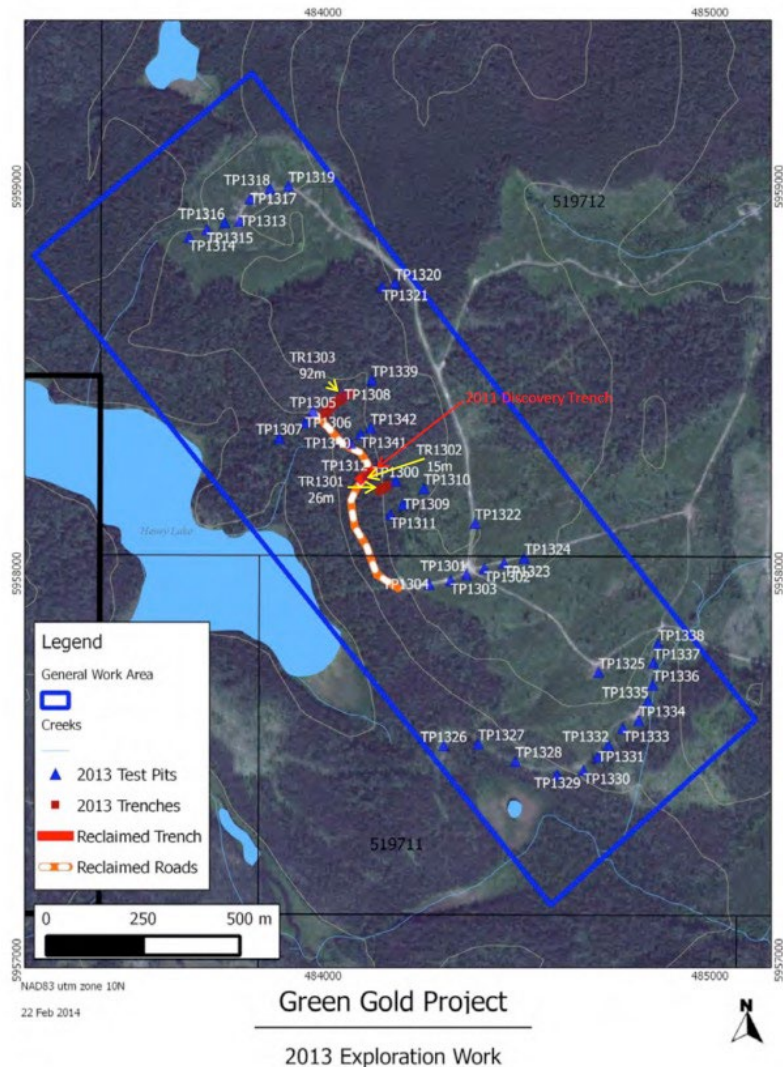 484000
485000
5959000
5959000
519712
TP1318
TP1319
TP1317
TP1316
TP1313
TP1315
TP1314
TP1320
TP1321
TR1303
92m
TP1339
TP1308
2011 Discovery Trench
TP1305
TP1306
TP1342
TP1307
TP1341
TR1302
15m
TP1312
TP1300
TR1301
26m
TP1310
TP1309
TP1311
TP1322
Henry Lake
5958000
5958000
TP1324
TP1301
TP1323
TP1302
TP1304
TP1303
TP1338
TP1337
TP1325
TP1336
TP1335
TP1334
TP1326
TP1327
TP1332
TP1333
TP1328
TP1331
TP1330
TP1329
519711
Legend
General Work Area
Creeks
2013 Test Pits
2013 Trenches
Reclaimed Trench
Reclaimed Roads
0 250 500 m
5957000
5957000
484000
485000
NAD83 utm zone 10N
22 Feb 2014
Green Gold Project
2013 Exploration Work
N